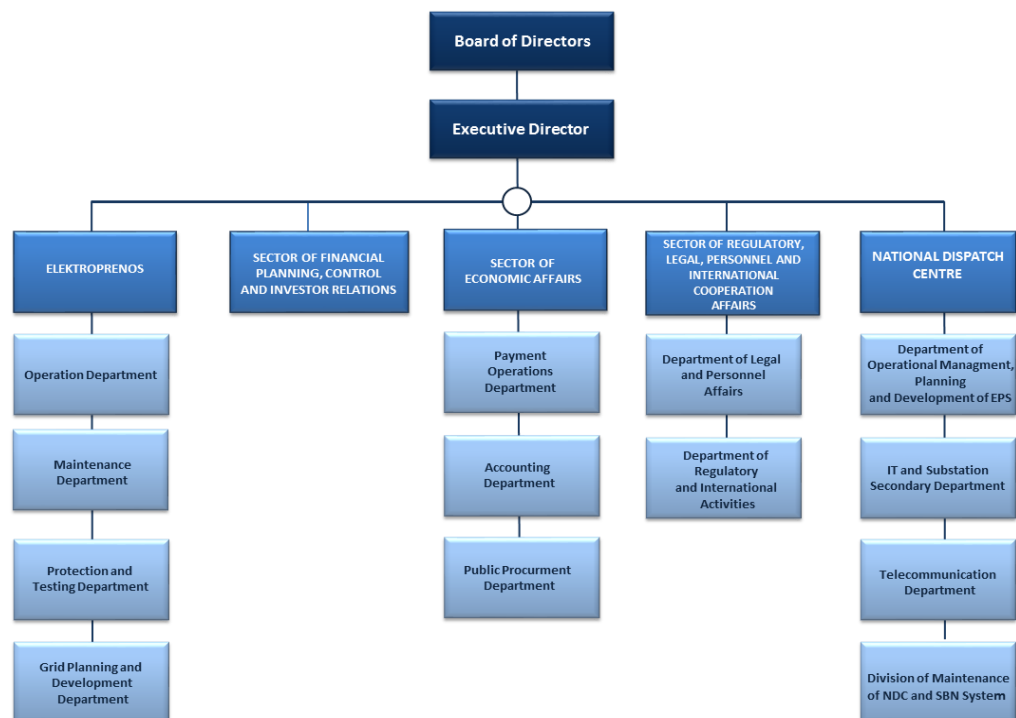 Board of Directors
Executive Director
ELEKTROPRENOS
SECTOR OF FINANCIAL
PLANNING, CONTROL
AND INVESTOR RELATIONS
SECTOR OF
ECONOMIC AFFAIRS
SECTOR OF REGULATORY,
LEGAL, PERSONNEL AND
INTERNATIONAL
COOPERATION
AFFAIRS
NATIONAL DISPATCH
CENTRE
Operation Department
Maintenance
Department
Protection and
Testing Department
Grid Planning and
Development
Department
Payment
Operations
Department
Accounting
Department
Public Procurment
Department
Department of Legal
and Personnel
Affairs
Department of
Regulatory
and International
Activities
Department of
Operational Managment,
Planning
and Development of EPS
IT and Substation
Secondary Department
Telecommunication
Department
Division of Maintenance
of NDC and SBN System